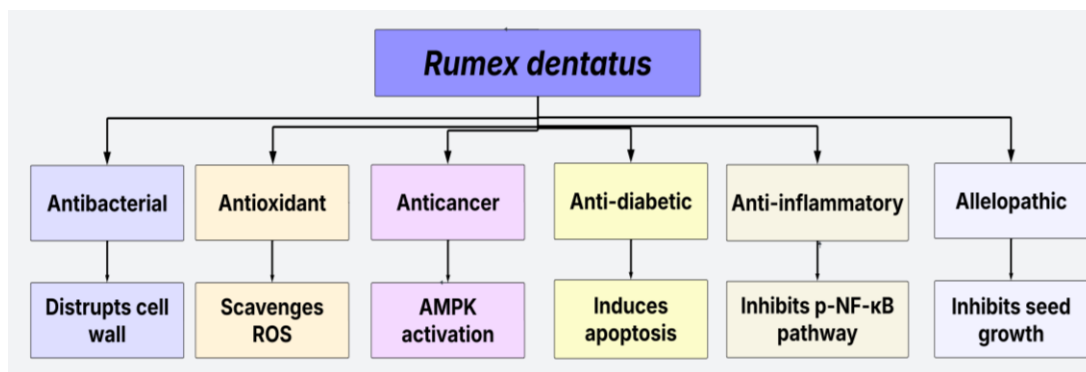 Rumex dentatus
Antibacterial
Antioxidant
Anticancer
Anti-diabetic
Anti-inflammatory
Allelopathic
Distrupts cell
wall
Scavenges
ROS
AMPK
activation
Induces
apoptosis
Inhibits p-NF-κB
pathway
Inhibits seed
growth